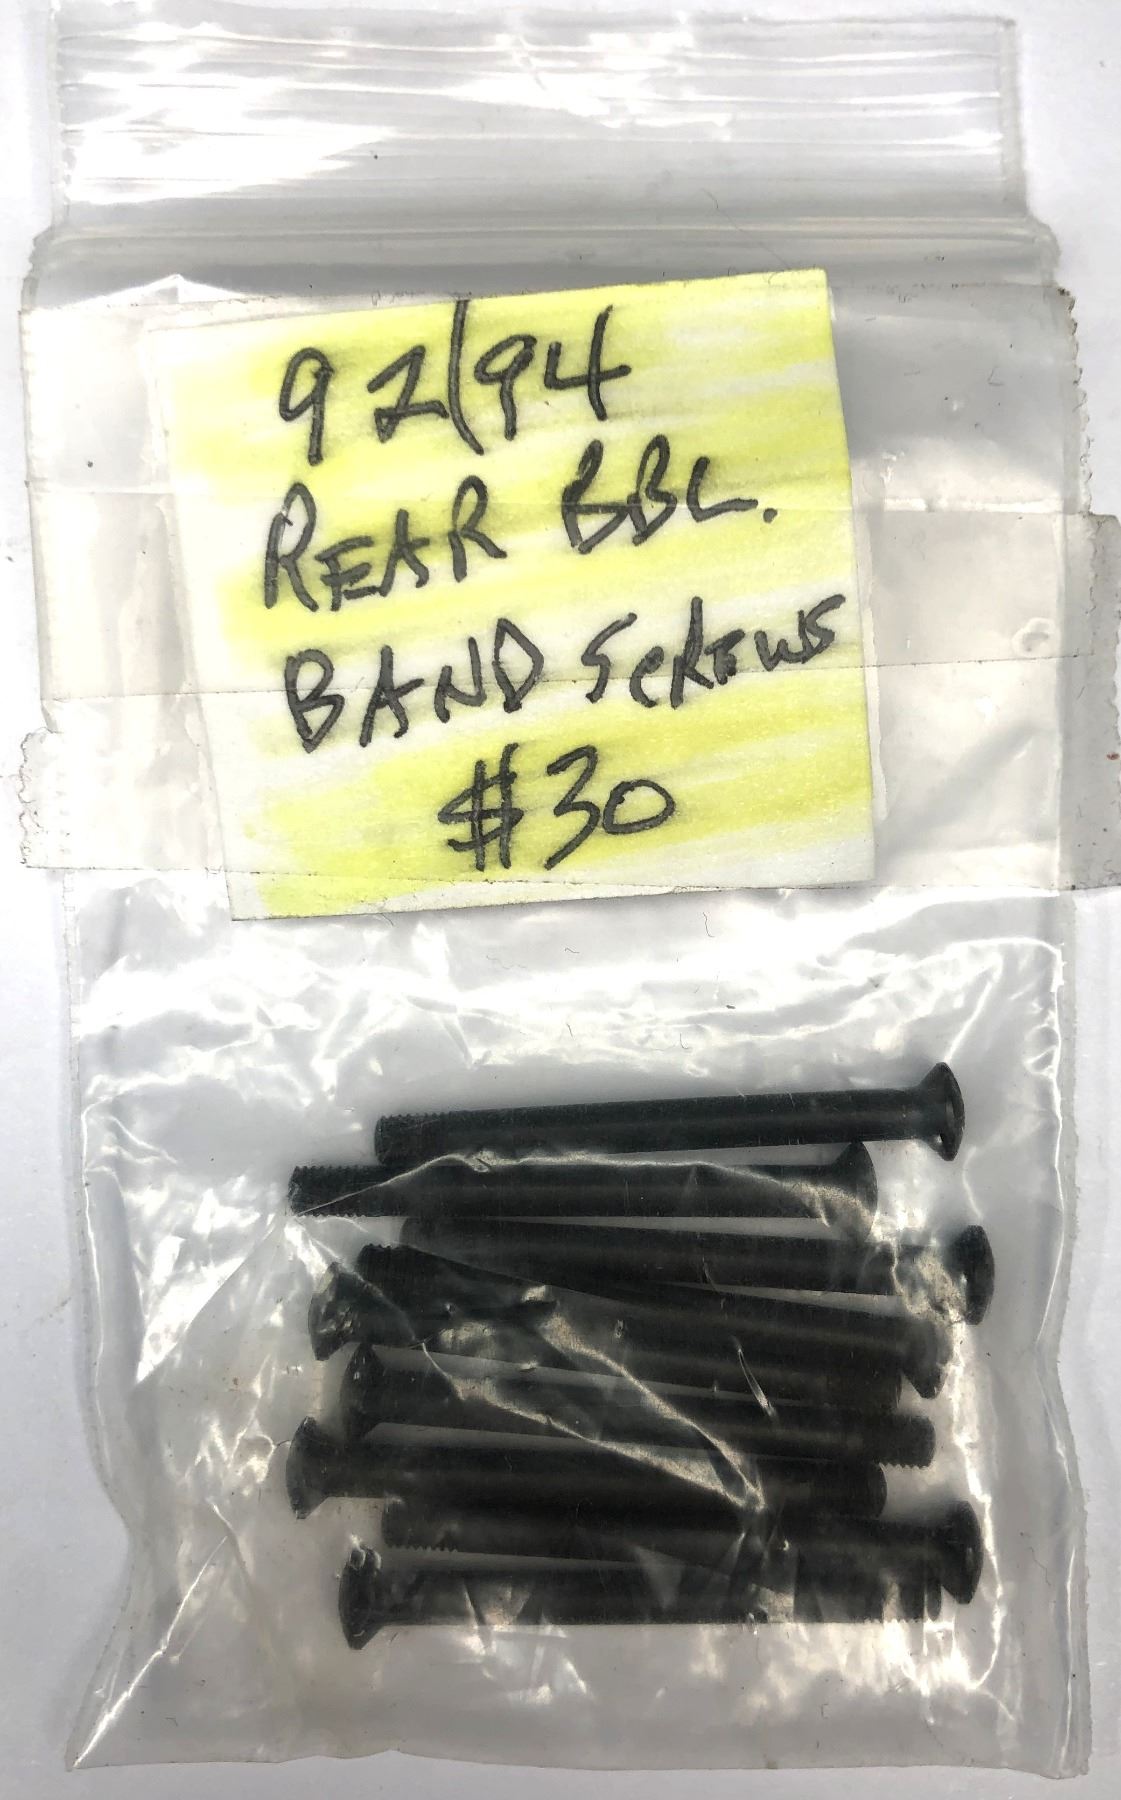 92/94
REAR BBL.
BAND SCREWS
$30